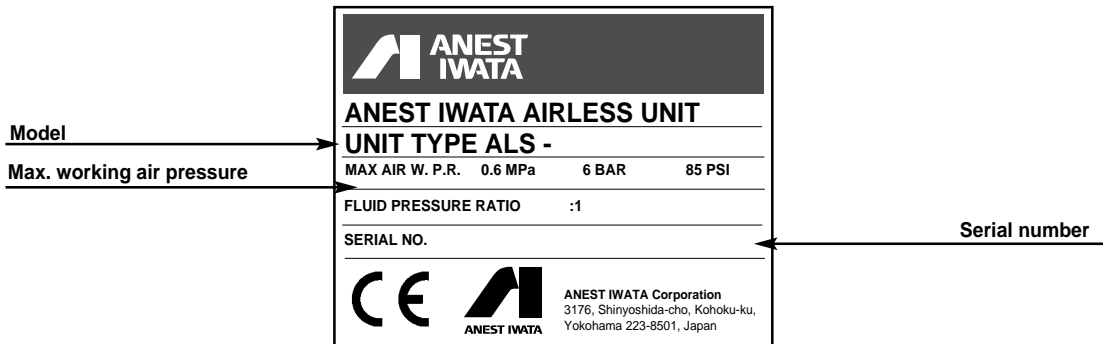 ANEST
IWATA
ANEST IWATA AIRLESS UNIT
Model
UNIT TYPE ALS -
Max. working air pressure
MAX AIR W. P.R. 0.6 MPa 6 BAR 85 PSI
FLUID PRESSURE RATIO :1
Serial number
SERIAL NO.
CE
ANEST IWATA
ANEST IWATA Corporation
3176, Shinyoshida-cho, Kohoku-ku,
Yokohama 223-8501, Japan